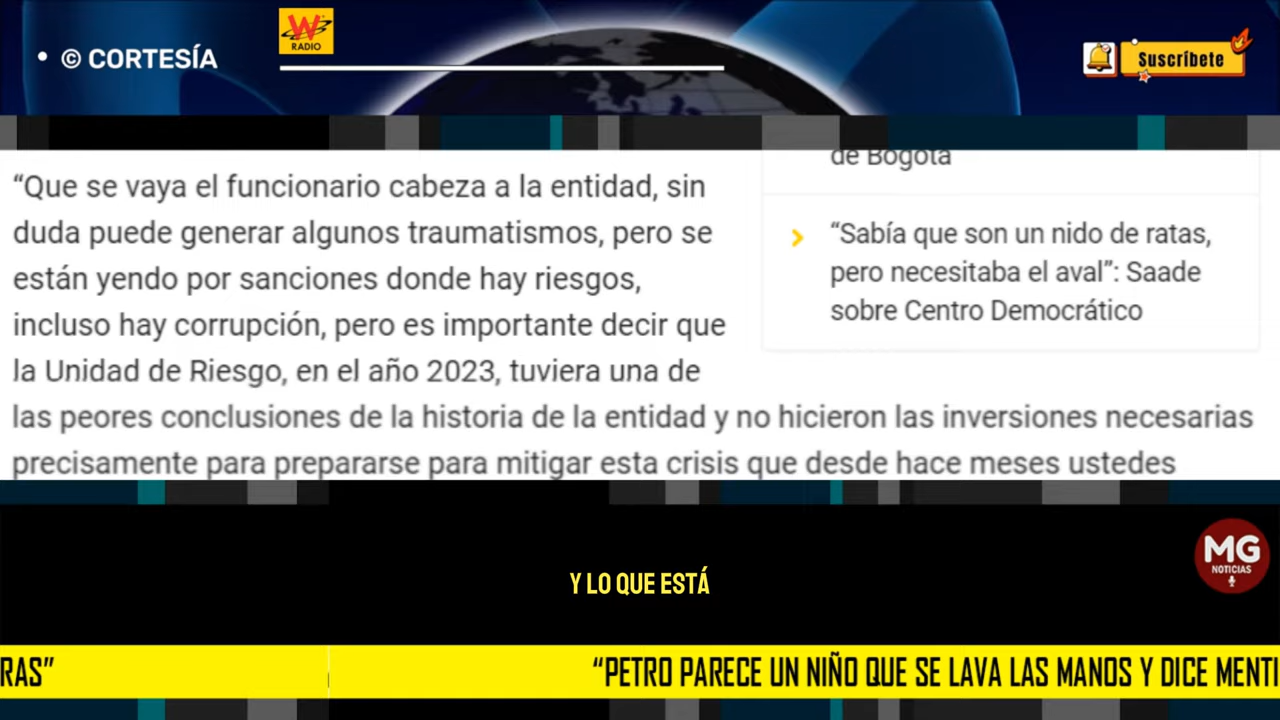 • © CORTESÍA
W
RADIO
Suscríbete
“Que se vaya el funcionario cabeza a la entidad, sin
duda puede generar algunos traumatismos, pero se
están yendo por sanciones donde hay riesgos,
incluso hay corrupción, pero es importante decir que
la Unidad de Riesgo, en el año 2023, tuviera una de
las peores conclusiones de la historia de la entidad y no hicieron las inversiones necesarias
precisamente para prepararse para mitigar esta crisis que desde hace meses ustedes
de Bogotá
“Sabía que son un nido de ratas,
pero necesitaba el aval”: Saade
sobre Centro Democrático
MG
NOTICIAS
Y LO QUE ESTÁ
RAS” “PETRO PARECE UN NIÑO QUE SE LAVA LAS MANOS Y DICE MENTI